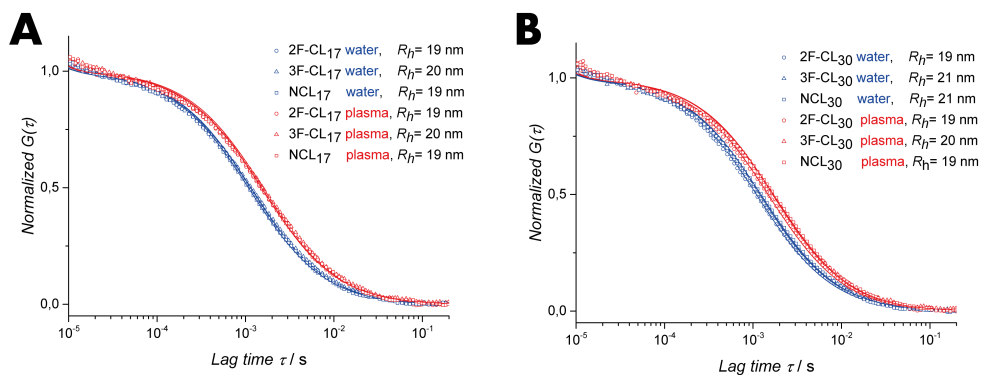 A
2F-CL17 water, Rh= 19 nm
3F-CL17 water, Rh= 20 nm
NCL17 water, Rh= 19 nm
2F-CL17 plasma, Rh= 19 nm
3F-CL17 plasma, Rh= 20 nm
NCL17 plasma, Rh= 19 nm
Normalized G(τ)
1,0
0,5
0,0
10-5 10-4 10-3 10-2 10-1
Lag time τ / s
B
2F-CL30 water, Rh= 19 nm
3F-CL30 water, Rh= 21 nm
NCL30 water, Rh= 21 nm
2F-CL30 plasma, Rh= 19 nm
3F-CL30 plasma, Rh= 20 nm
NCL30 plasma, Rh= 19 nm
Normalized G(τ)
1,0
0,5
0,0
10-5 10-4 10-3 10-2 10-1
Lag time τ / s